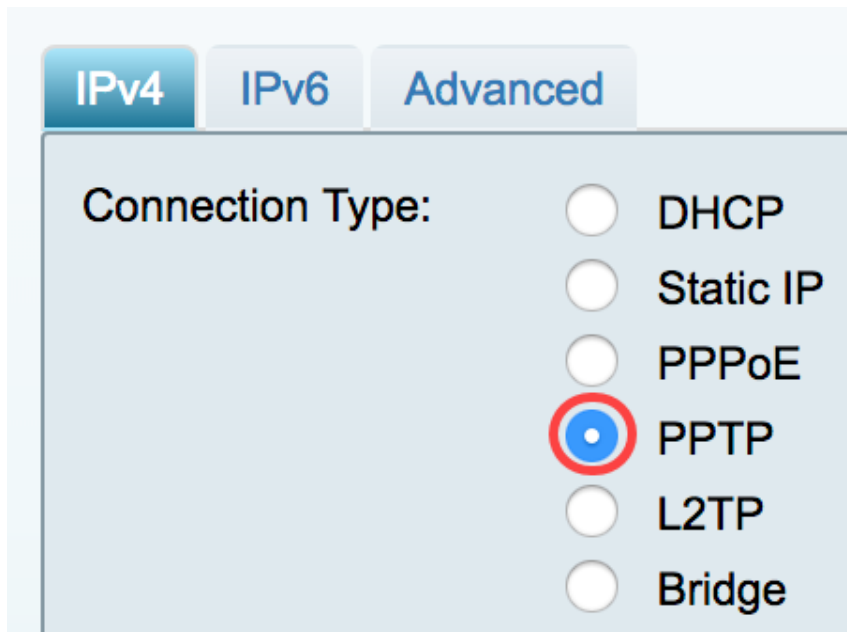 IPv4 IPv6 Advanced
Connection Type: DHCP
Static IP
PPPoE
PPTP
L2TP
Bridge